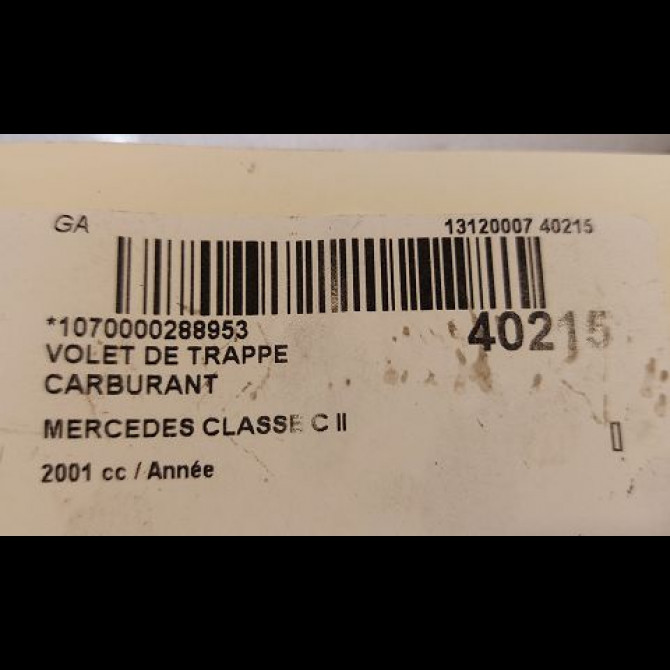 GA
13120007 40215
*1070000288953
40215
VOLET DE TRAPPE
CARBURANT
MERCEDES CLASSE C II
2001 cc / Année